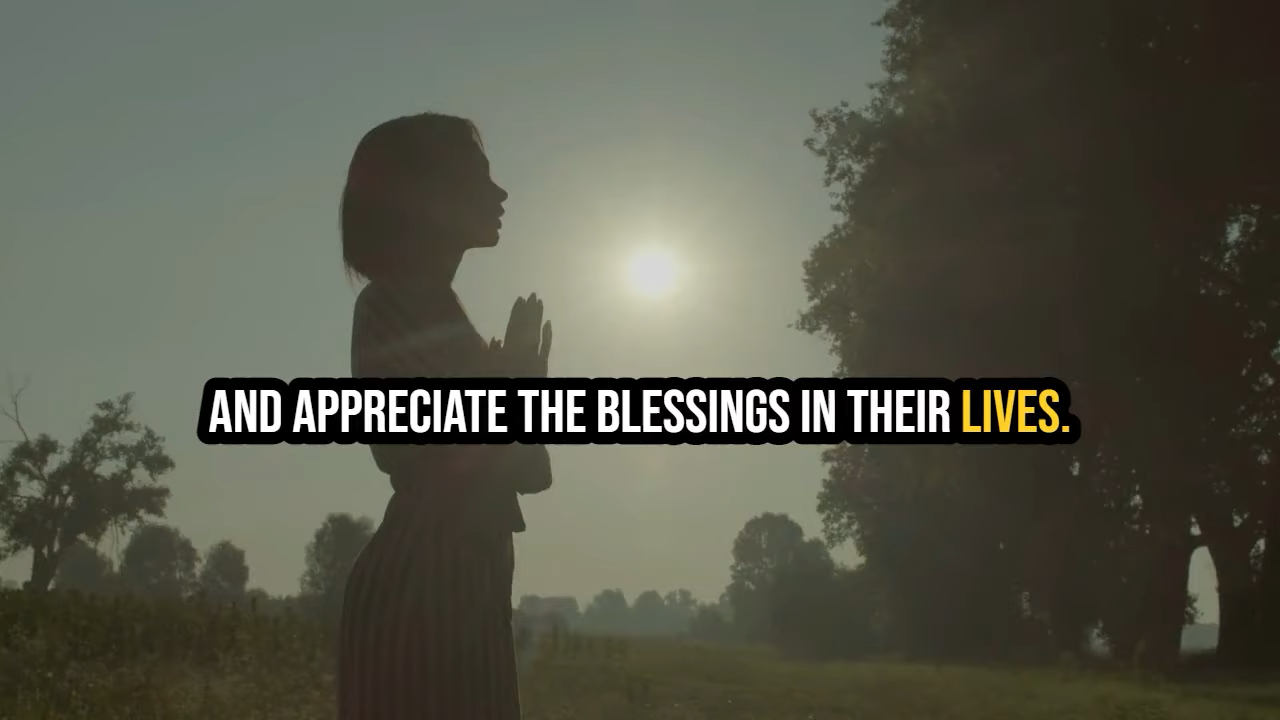 AND APPRECIATE THE BLESSINGS IN THEIR LIVES.